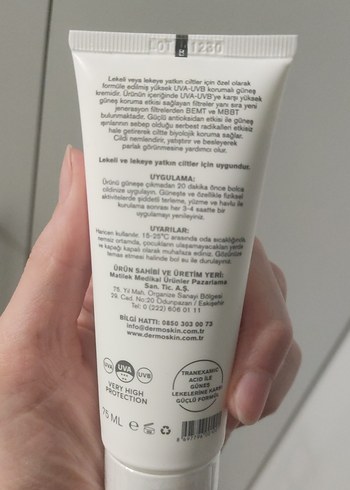 LOT 1230
Lekeli veya lekeye yatkın ciltler için özel olarak
formüle edilmiş yüksek UVA-UVB korumalı güneş
kremidir. Ürünün içeriğinde UVA-UVB'ye karşı yüksek
güneş koruma etkisi sağlayan filtreler yanı sıra yeni
jenerasyon filtrelerden BEMT ve MBBT
bulunmaktadır. Güçlü antioksidan etkisi ile güneş
ışınlarının sebep olduğu serbest radikalleri etkisiz
hale getirerek ciltte biyolojik koruma sağlar.
Cildi nemlendirir, yatıştırır ve besleyerek
parlak görünmesine yardımcı olur.
Lekeli ve lekeye yatkın ciltler için uygundur.
UYGULAMA:
Ürünü güneşe çıkmadan 20 dakika önce bolca
cildinize uygulayın. Güneşte ve özellikle fiziksel
aktivitelerde şiddetli terleme, yüzme ve havlu ile
kurulama sonrası her 3-4 saatte bir
uygulamayı yenileyiniz.
UYARILAR:
Haricen kullanılır. 15-25°C arasında oda sıcaklığında,
temiz ortamda, çocukların ulaşamayacakları yerde
ve kapağı kapalı olarak muhafaza ediniz. Gözünüze
temas etmesi halinde bol su ile durulayınız.
ÜRÜN SAHİBİ VE ÜRETİM YERİ:
Matilek Medikal Ürünler Pazarlama
San. Tic. A.Ş.
75. Yıl Mah. Organize Sanayi Bölgesi
29. Cad. No:20 Odunpazarı / Eskişehir
Tel: 0 (222) 606 01 11
BİLGİ HATTI: 0850 302 00 73
info@dermoskin.com.tr
www.dermoskin.com.tr
UVA
UVB
VERY HIGH
PROTECTION
TRANEXAMIC
ACID İLE
GÜNEŞ
LEKELERİNE KARŞI
GÜÇLÜ FORMÜL
75 ML